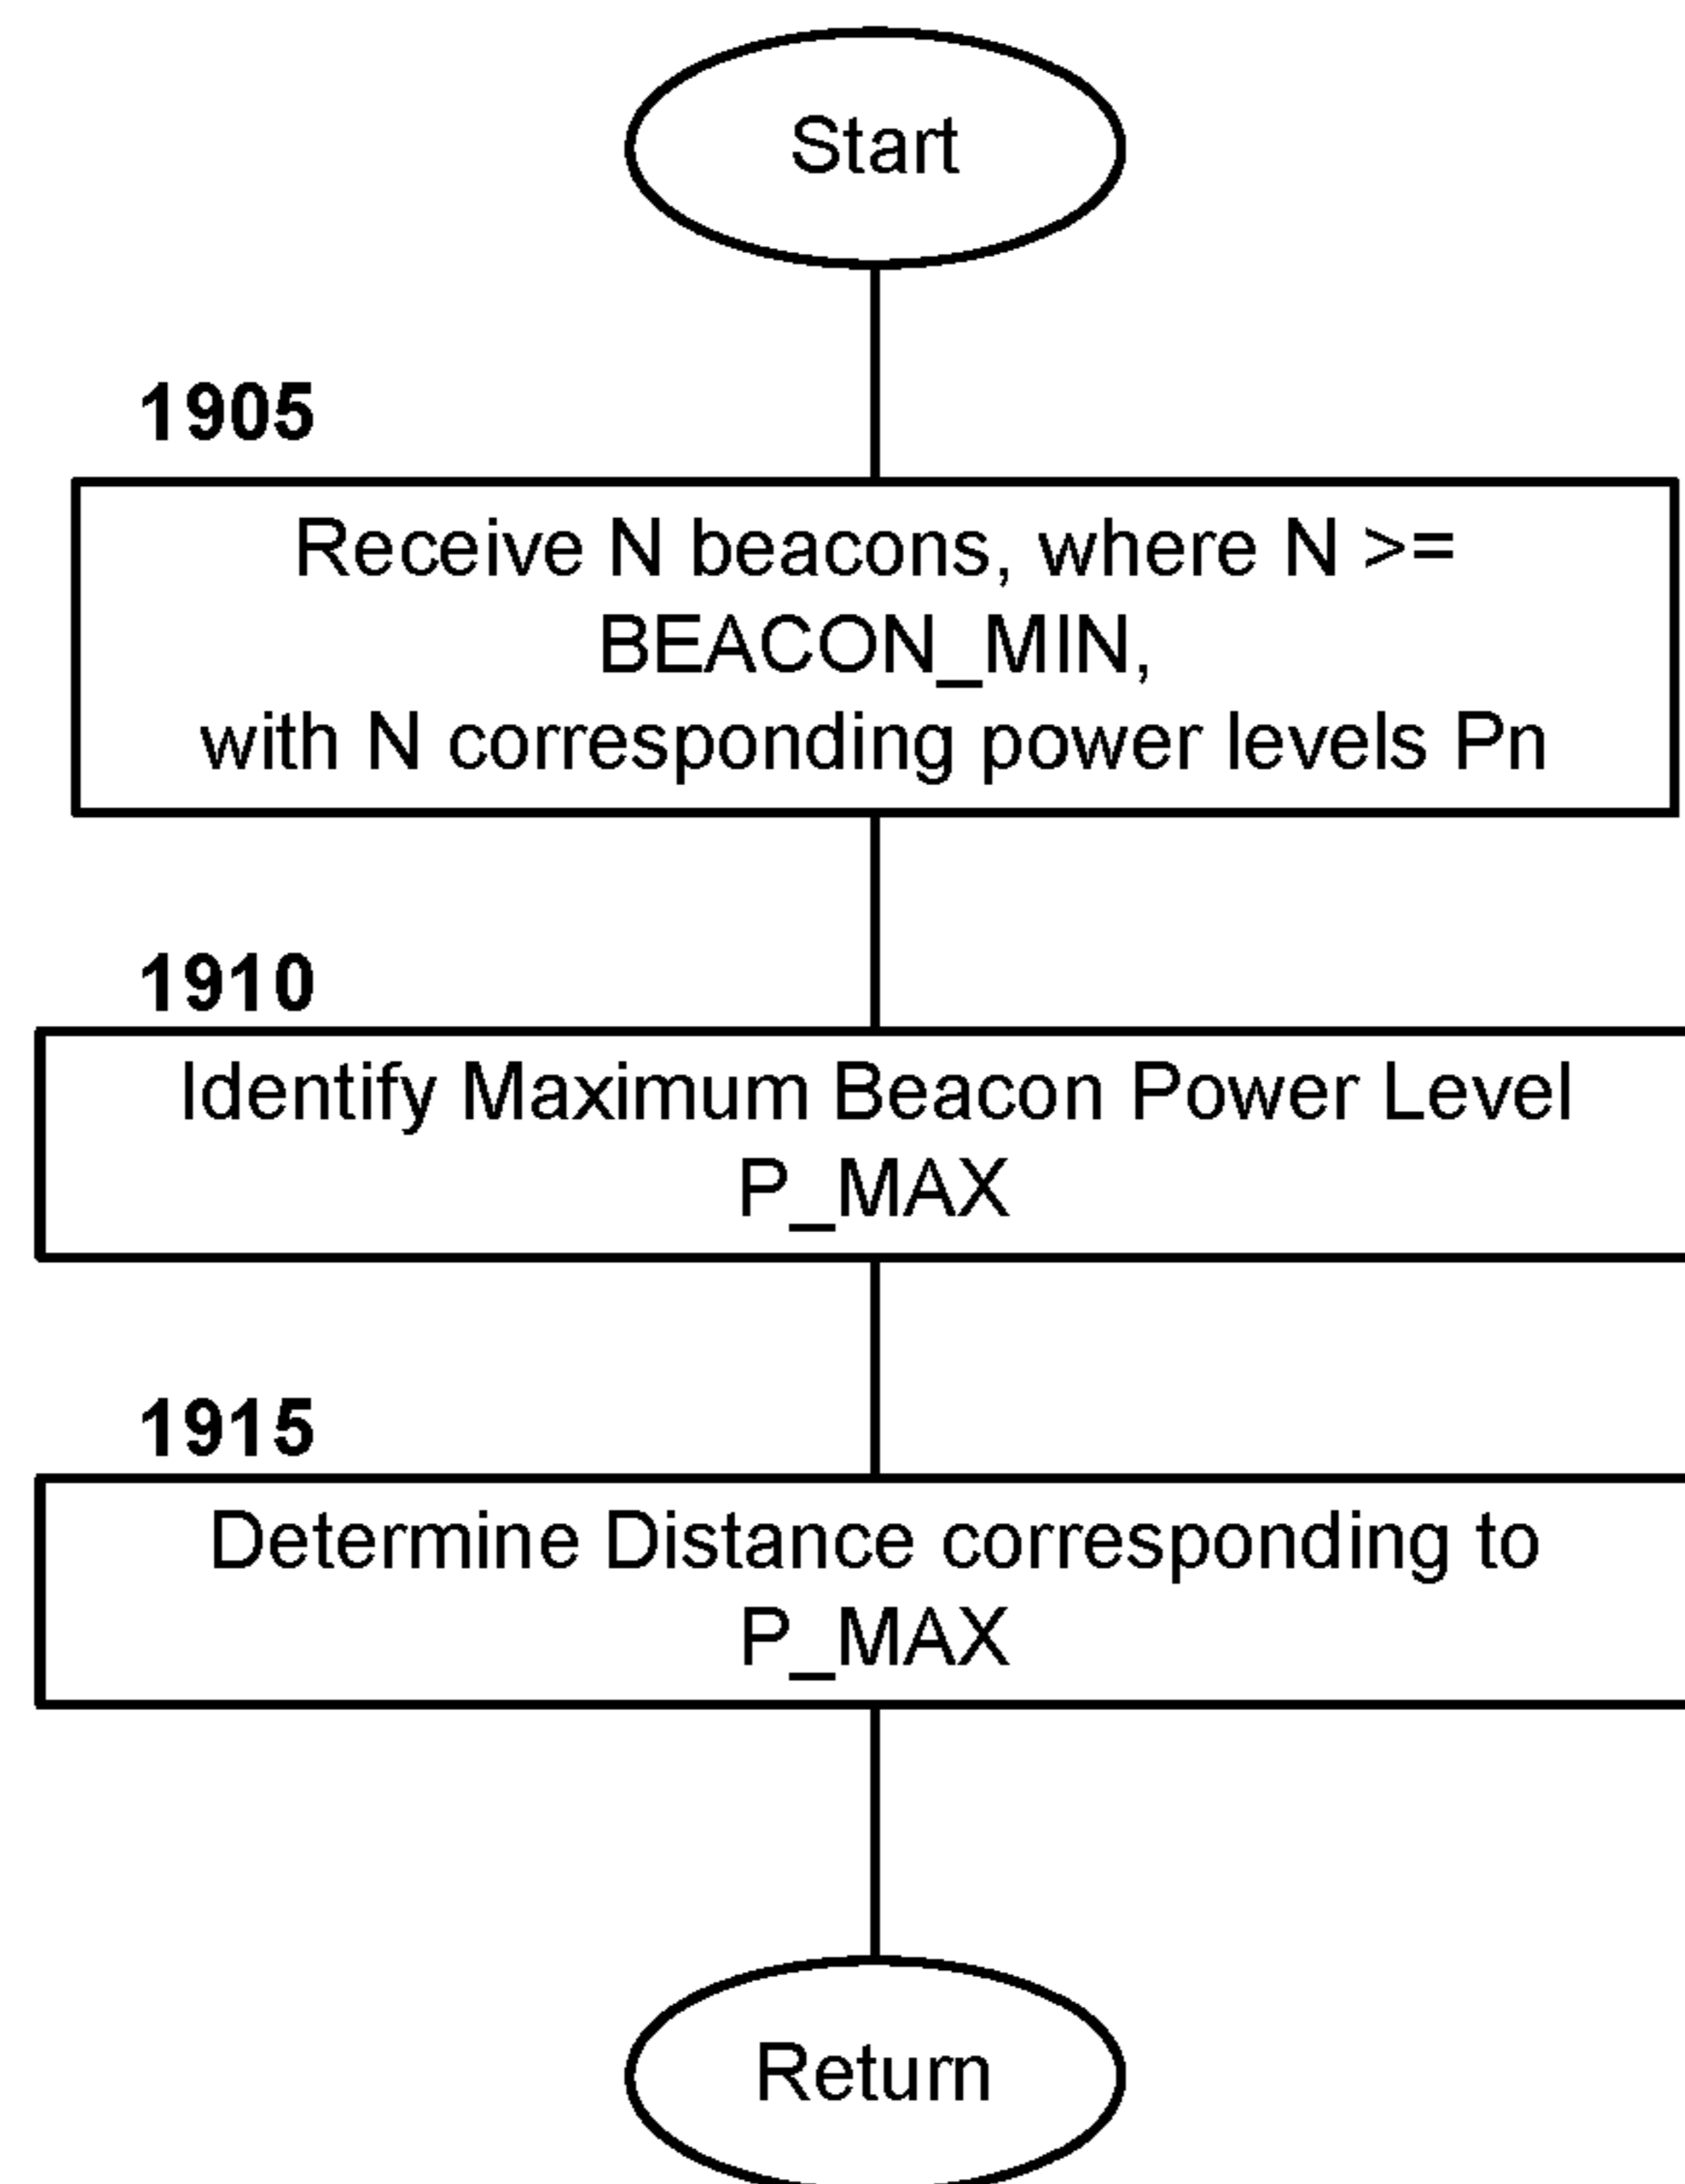 Start
1905
Receive N beacons, where N >=
BEACON_MIN,
with N corresponding power levels Pn
1910
Identify Maximum Beacon Power Level
P_MAX
1915
Determine Distance corresponding to
P_MAX
Return